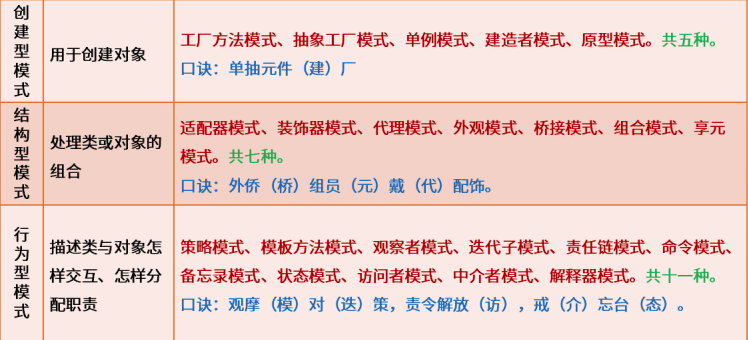 创建型模式
用于创建对象
工厂方法模式、抽象工厂模式、单例模式、建造者模式、原型模式。共五种。
口诀：单抽元件（建）厂
结构型模式
处理类或对象的
组合
适配器模式、装饰器模式、代理模式、外观模式、桥接模式、组合模式、享元
模式。共七种。
口诀：外侨（桥）组员（元）戴（代）配饰。
行为型模式
描述类与对象怎
样交互、怎样分
配职责
策略模式、模板方法模式、观察者模式、迭代子模式、责任链模式、命令模式、
备忘录模式、状态模式、访问者模式、中介者模式、解释器模式。共十一种。
口诀：观摩（模）对（迭）策，责令解放（访），戒（介）忘台（态）。